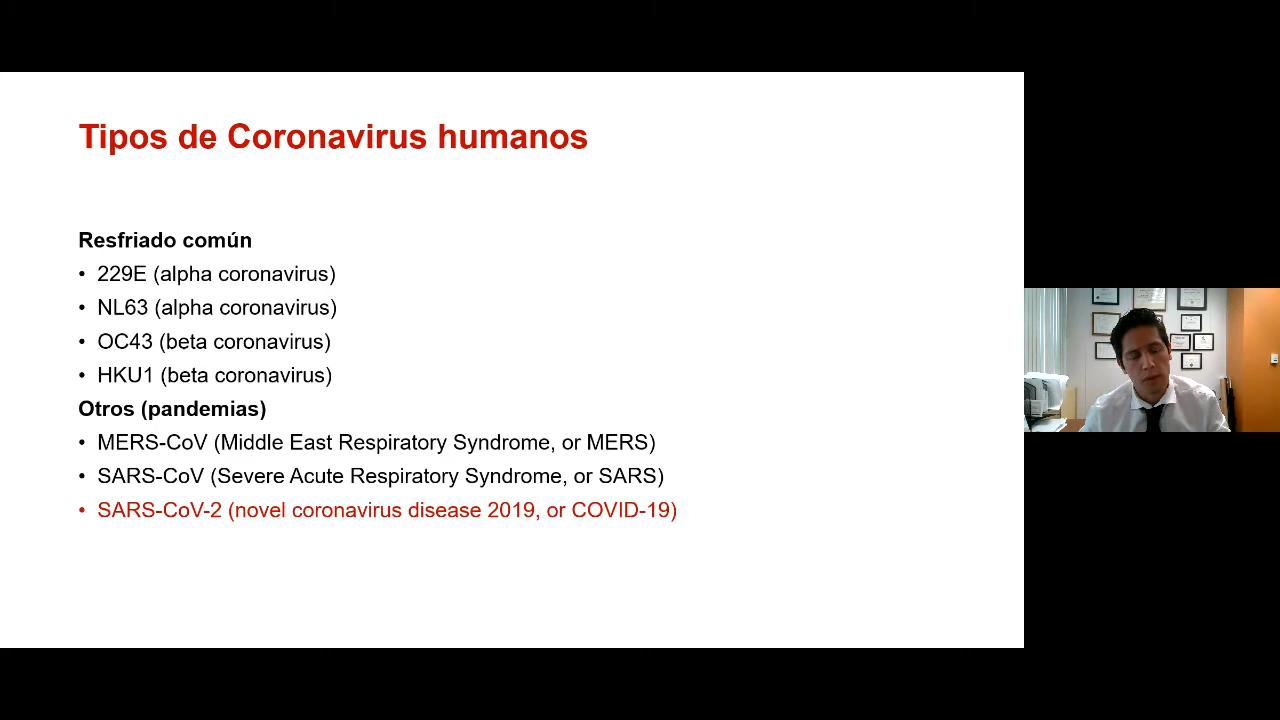 Tipos de Coronavirus humanos
Resfriado común
• 229E (alpha coronavirus)
• NL63 (alpha coronavirus)
• OC43 (beta coronavirus)
• HKU1 (beta coronavirus)
Otros (pandemias)
• MERS-CoV (Middle East Respiratory Syndrome, or MERS)
• SARS-CoV (Severe Acute Respiratory Syndrome, or SARS)
• SARS-CoV-2 (novel coronavirus disease 2019, or COVID-19)